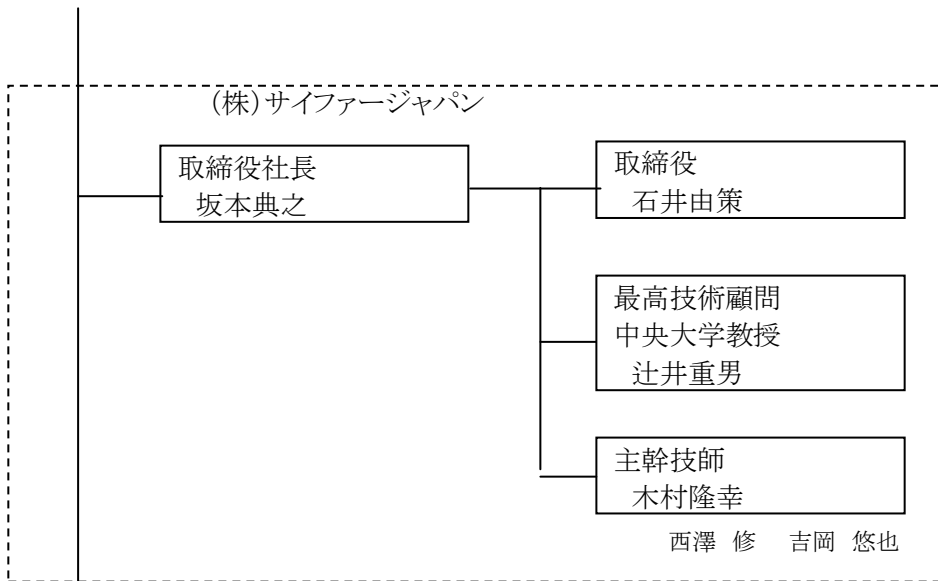 (株)サイファージャパン
取締役社長
坂本典之
取締役
石井由策
最高技術顧問
中央大学教授
辻井重男
主幹技師
木村隆幸
西澤 修 吉岡 悠也